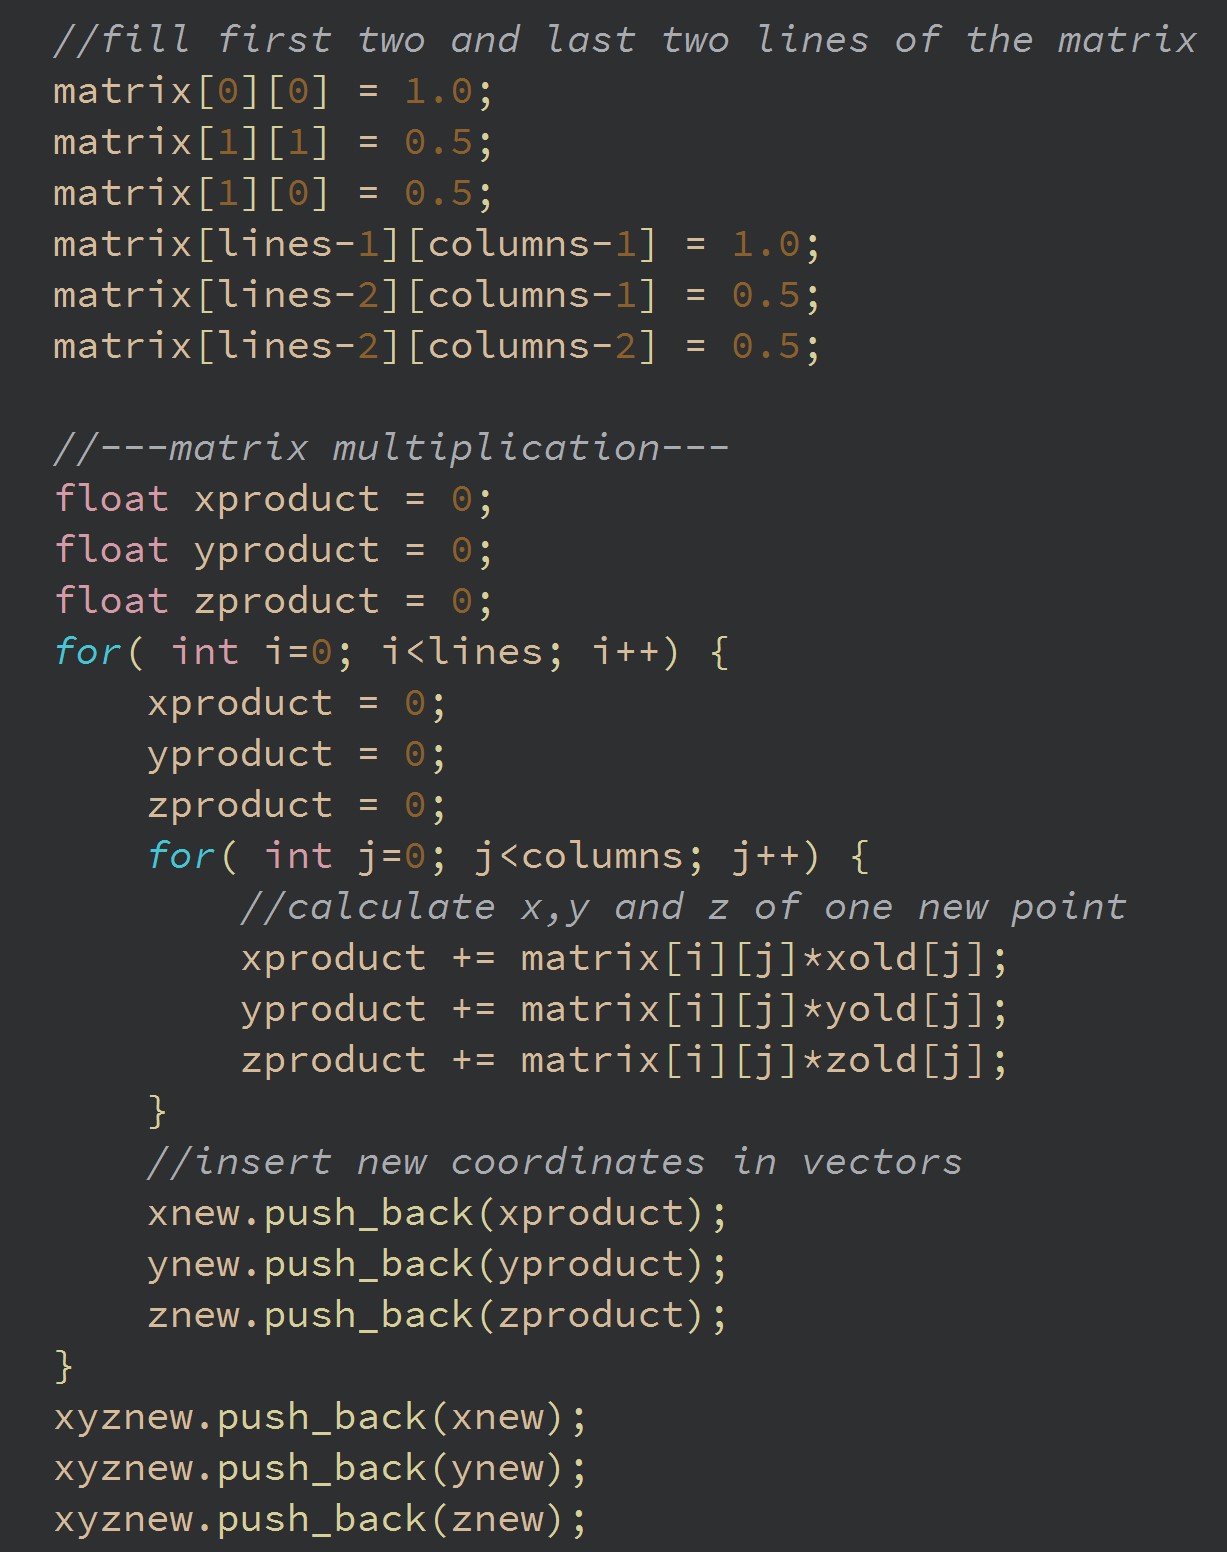 //fill first two and last two lines of the matrix
matrix[0][0] = 1.0;
matrix[1][1] = 0.5;
matrix[1][0] = 0.5;
matrix[lines-1][columns-1] = 1.0;
matrix[lines-2][columns-1] = 0.5;
matrix[lines-2][columns-2] = 0.5;

//---matrix multiplication---
float xproduct = 0;
float yproduct = 0;
float zproduct = 0;
for( int i=0; i<lines; i++) {
    xproduct = 0;
    yproduct = 0;
    zproduct = 0;
    for( int j=0; j<columns; j++) {
        //calculate x,y and z of one new point
        xproduct += matrix[i][j]*xold[j];
        yproduct += matrix[i][j]*yold[j];
        zproduct += matrix[i][j]*zold[j];
    }
    //insert new coordinates in vectors
    xnew.push_back(xproduct);
    ynew.push_back(yproduct);
    znew.push_back(zproduct);
}
xyznew.push_back(xnew);
xyznew.push_back(ynew);
xyznew.push_back(znew);